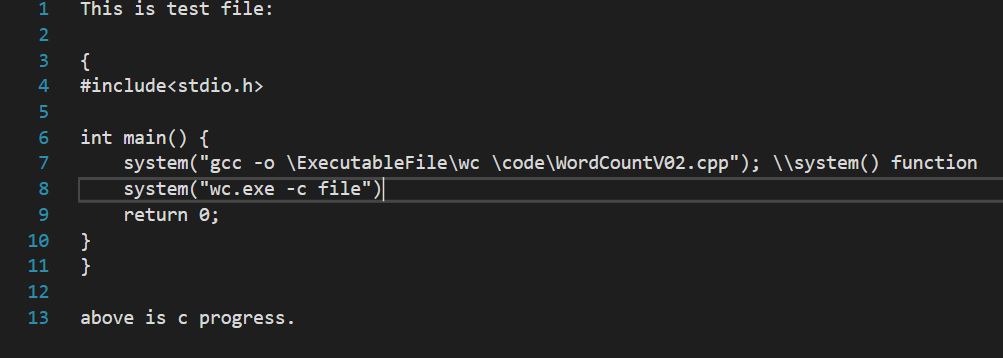 1 This is test file:
2
3 {
4 #include<stdio.h>
5
6 int main() {
7     system("gcc -o \ExecutableFile\wc \code\WordCountV02.cpp"); \\system() function
8     system("wc.exe -c file")
9     return 0;
10 }
11 }
12
13 above is c progress.